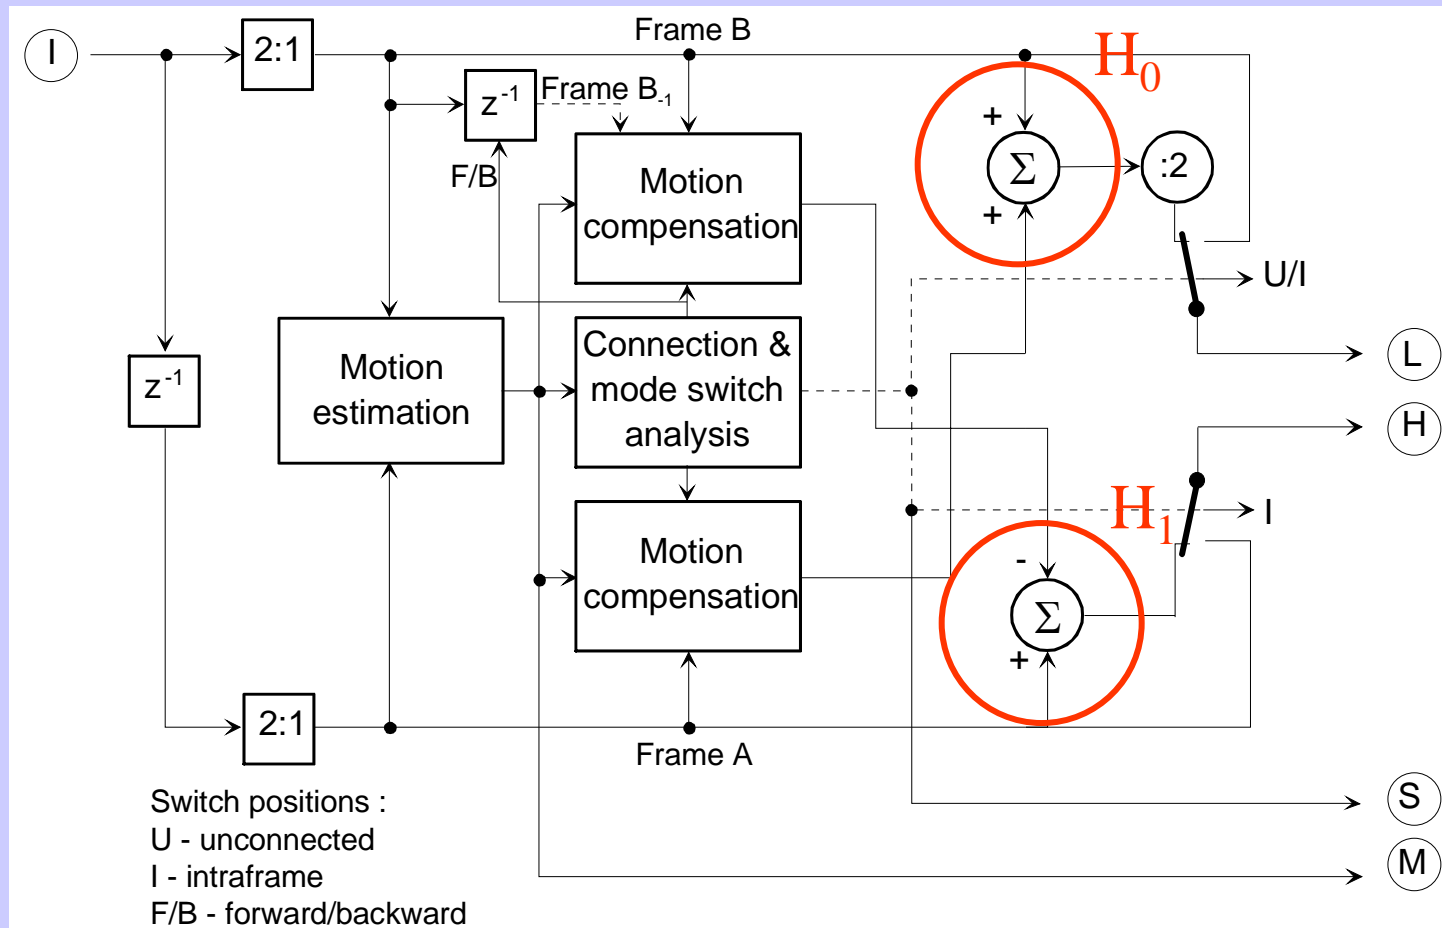 I
2:1
Frame B
H₀
z⁻¹
Frame B₋₁
F/B
Motion
compensation
+
Σ
+
:2
U/I
Motion
estimation
Connection &
mode switch
analysis
z⁻¹
L
H
H₁
I
Motion
compensation
-
Σ
+
2:1
Frame A
Switch positions :
U - unconnected
I - intraframe
F/B - forward/backward
S
M